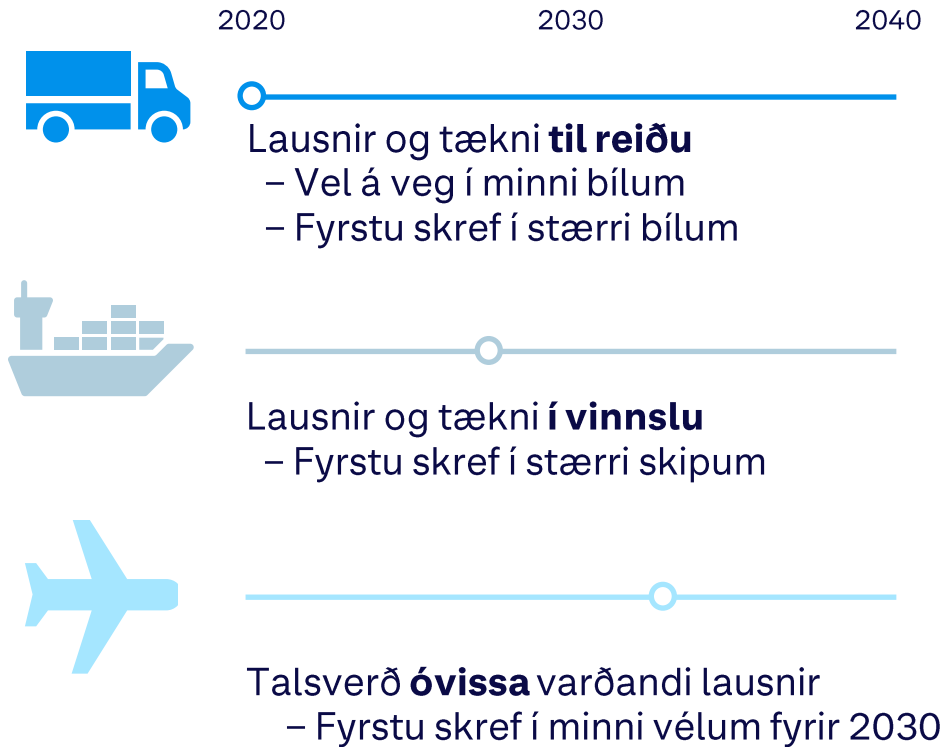 2020 2030 2040
Lausnir og tækni til reiðu
– Vel á veg í minni bílum
– Fyrstu skref í stærri bílum
Lausnir og tækni í vinnslu
– Fyrstu skref í stærri skipum
Talsverð óvissa varðandi lausnir
– Fyrstu skref í minni vélum fyrir 2030